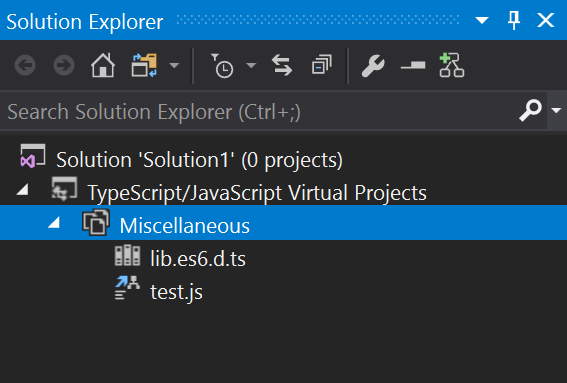 Solution Explorer
Search Solution Explorer (Ctrl+;)
Solution 'Solution1' (0 projects)
TypeScript/JavaScript Virtual Projects
Miscellaneous
lib.es6.d.ts
test.js